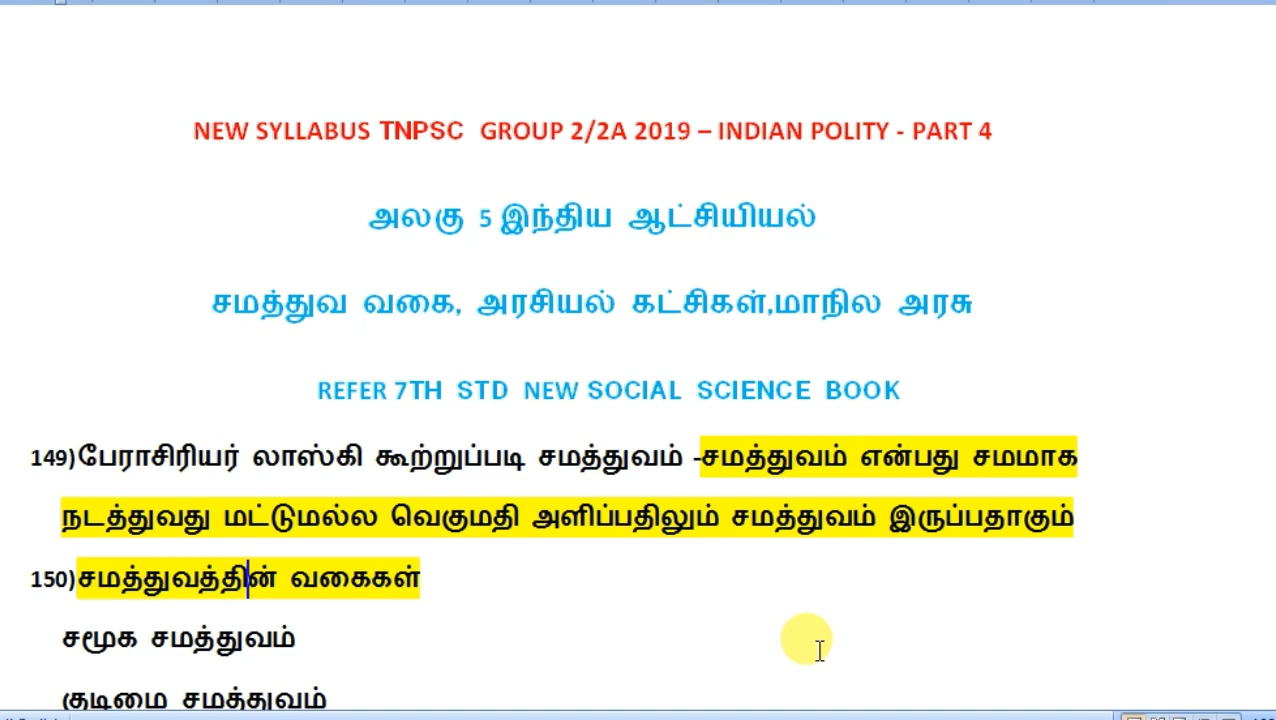 NEW SYLLABUS TNPSC GROUP 2/2A 2019 – INDIAN POLITY - PART 4
அலகு 5 இந்திய ஆட்சியியல்
சமத்துவ வகை, அரசியல் கட்சிகள்,மாநில அரசு
REFER 7TH STD NEW SOCIAL SCIENCE BOOK
149)பேராசிரியர் லாஸ்கி கூற்றுப்படி சமத்துவம் -சமத்துவம் என்பது சமமாக
நடத்துவது மட்டுமல்ல வெகுமதி அளிப்பதிலும் சமத்துவம் இருப்பதாகும்
150)சமத்துவத்தின் வகைகள்
சமூக சமத்துவம்
குடிமை சமத்துவம்